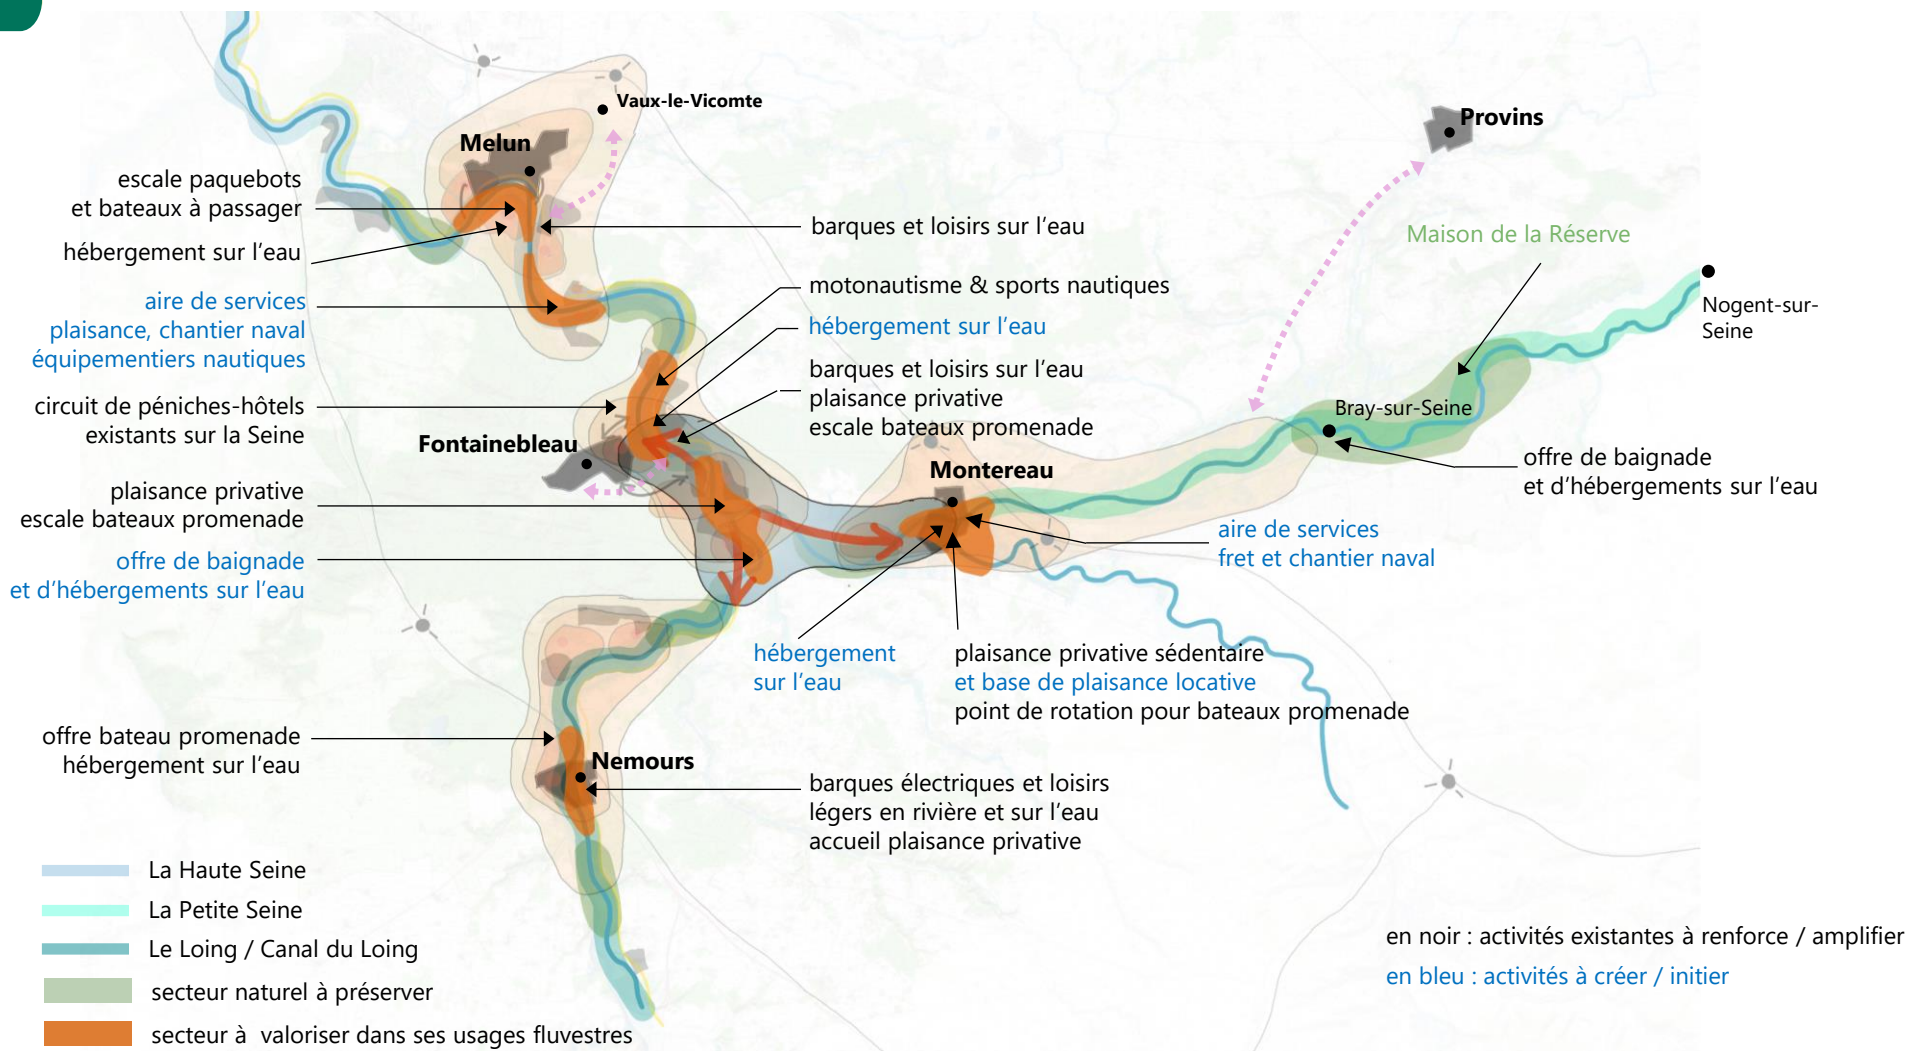 Vaux-le-Vicomte
Melun
Provins
escale paquebots
et bateaux à passager
hébergement sur l'eau
aire de services
plaisance, chantier naval
équipementiers nautiques
circuit de péniches-hôtels
existants sur la Seine
Fontainebleau
plaisance privative
escale bateaux promenade
offre de baignade
et d'hébergements sur l'eau
offre bateau promenade
hébergement sur l'eau
barques et loisirs sur l'eau
motonautisme & sports nautiques
hébergement sur l'eau
barques et loisirs sur l'eau
plaisance privative
escale bateaux promenade
Montereau
Maison de la Réserve
Nogent-sur-
Seine
Bray-sur-Seine
offre de baignade
et d'hébergements sur l'eau
aire de services
fret et chantier naval
hébergement
sur l'eau
plaisance privative sédentaire
et base de plaisance locative
point de rotation pour bateaux promenade
Nemours
barques électriques et loisirs
légers en rivière et sur l'eau
accueil plaisance privative
La Haute Seine
La Petite Seine
Le Loing / Canal du Loing
secteur naturel à préserver
secteur à valoriser dans ses usages fluvestres
en noir : activités existantes à renforce / amplifier
en bleu : activités à créer / initier